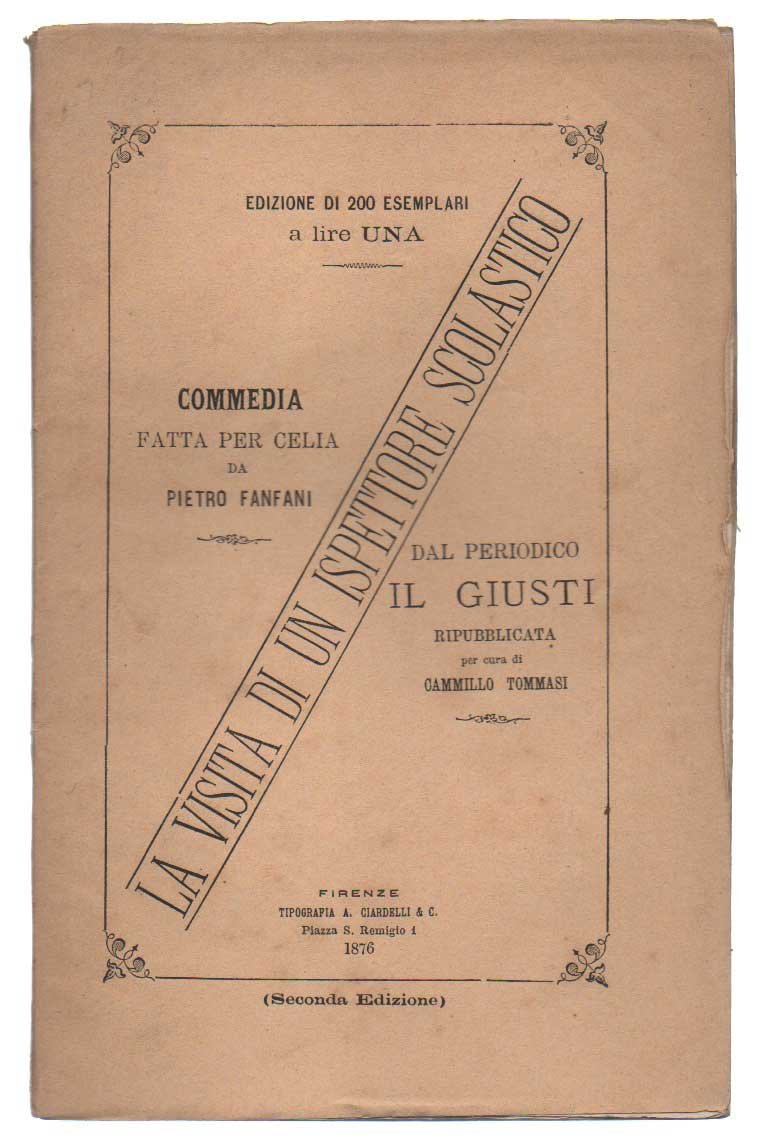 EDIZIONE DI 200 ESEMPLARI
a lire UNA
LA VISITA DI UN ISPETTORE SCOLASTICO
COMMEDIA
FATTA PER CELIA
DA
PIETRO FANFANI
DAL PERIODICO
IL GIUSTI
RIPUBBLICATA
per cura di
CAMMILLO TOMMASI
FIRENZE
TIPOGRAFIA A. CIARDELLI & C.
Piazza S. Remigio 1
1876
(Seconda Edizione)